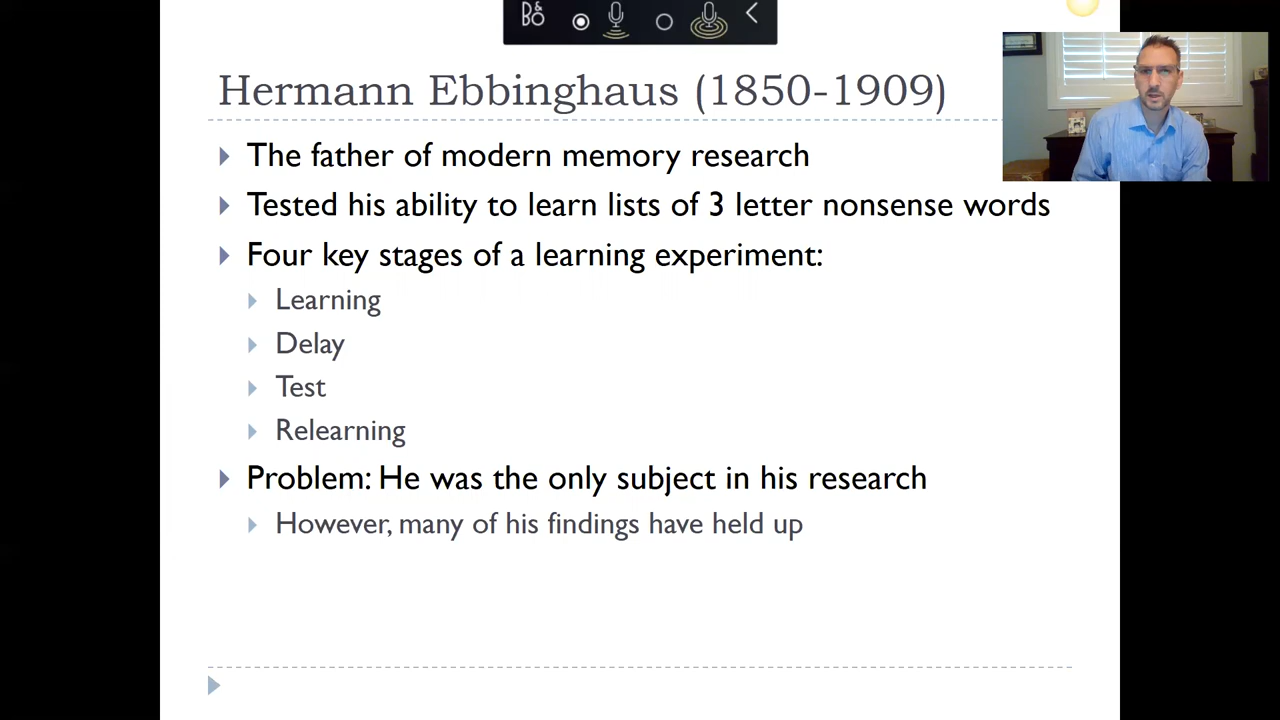 B&O
Hermann Ebbinghaus (1850-1909)
The father of modern memory research
Tested his ability to learn lists of 3 letter nonsense words
Four key stages of a learning experiment:
Learning
Delay
Test
Relearning
Problem: He was the only subject in his research
However, many of his findings have held up